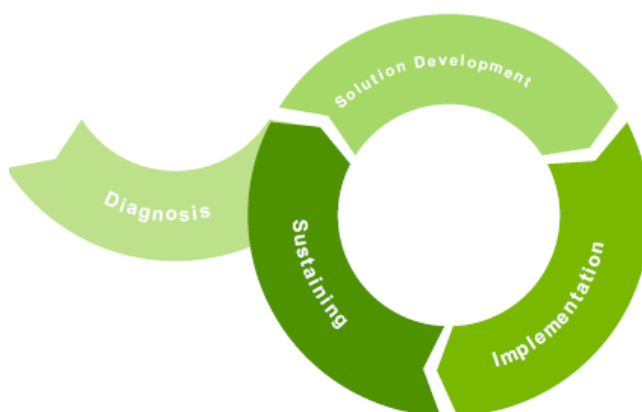 Diagnosis
Solution Development
Implementation
Sustaining